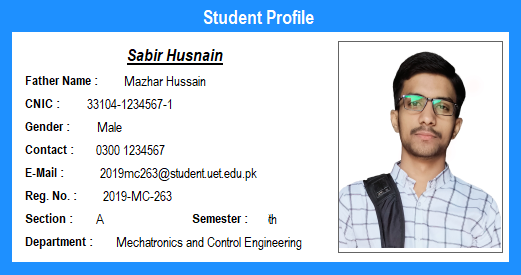 Student Profile
Sabir Husnain
Father Name : Mazhar Hussain
CNIC : 33104-1234567-1
Gender : Male
Contact : 0300 1234567
E-Mail : 2019mc263@student.uet.edu.pk
Reg. No. : 2019-MC-263
Section : A Semester :
Department : Mechatronics and Control Engineering